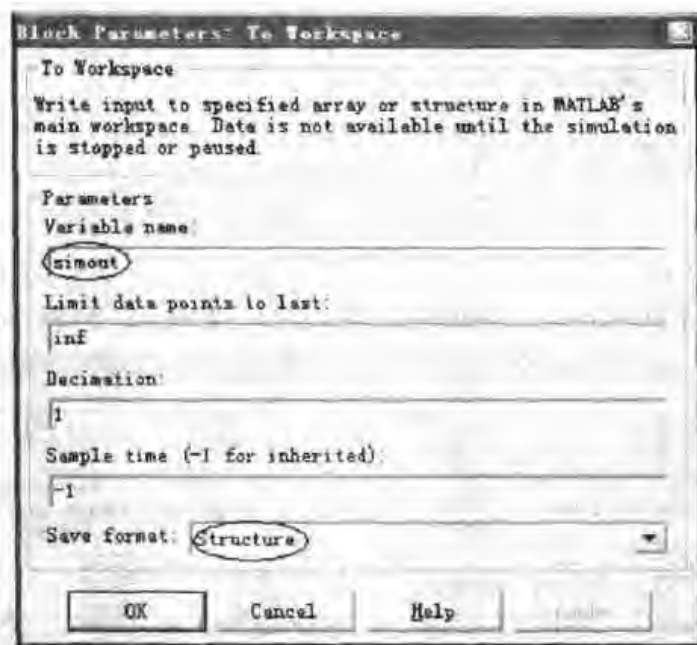 Block Parameters: To Workspace
To Workspace
Write input to specified array or structure in MATLAB's
main workspace. Data is not available until the simulation
is stopped or paused.
Parameters
Variable name:
simout
Limit data points to last:
inf
Decimation:
1
Sample time (-1 for inherited):
-1
Save format: Structure
OK Cancel Help